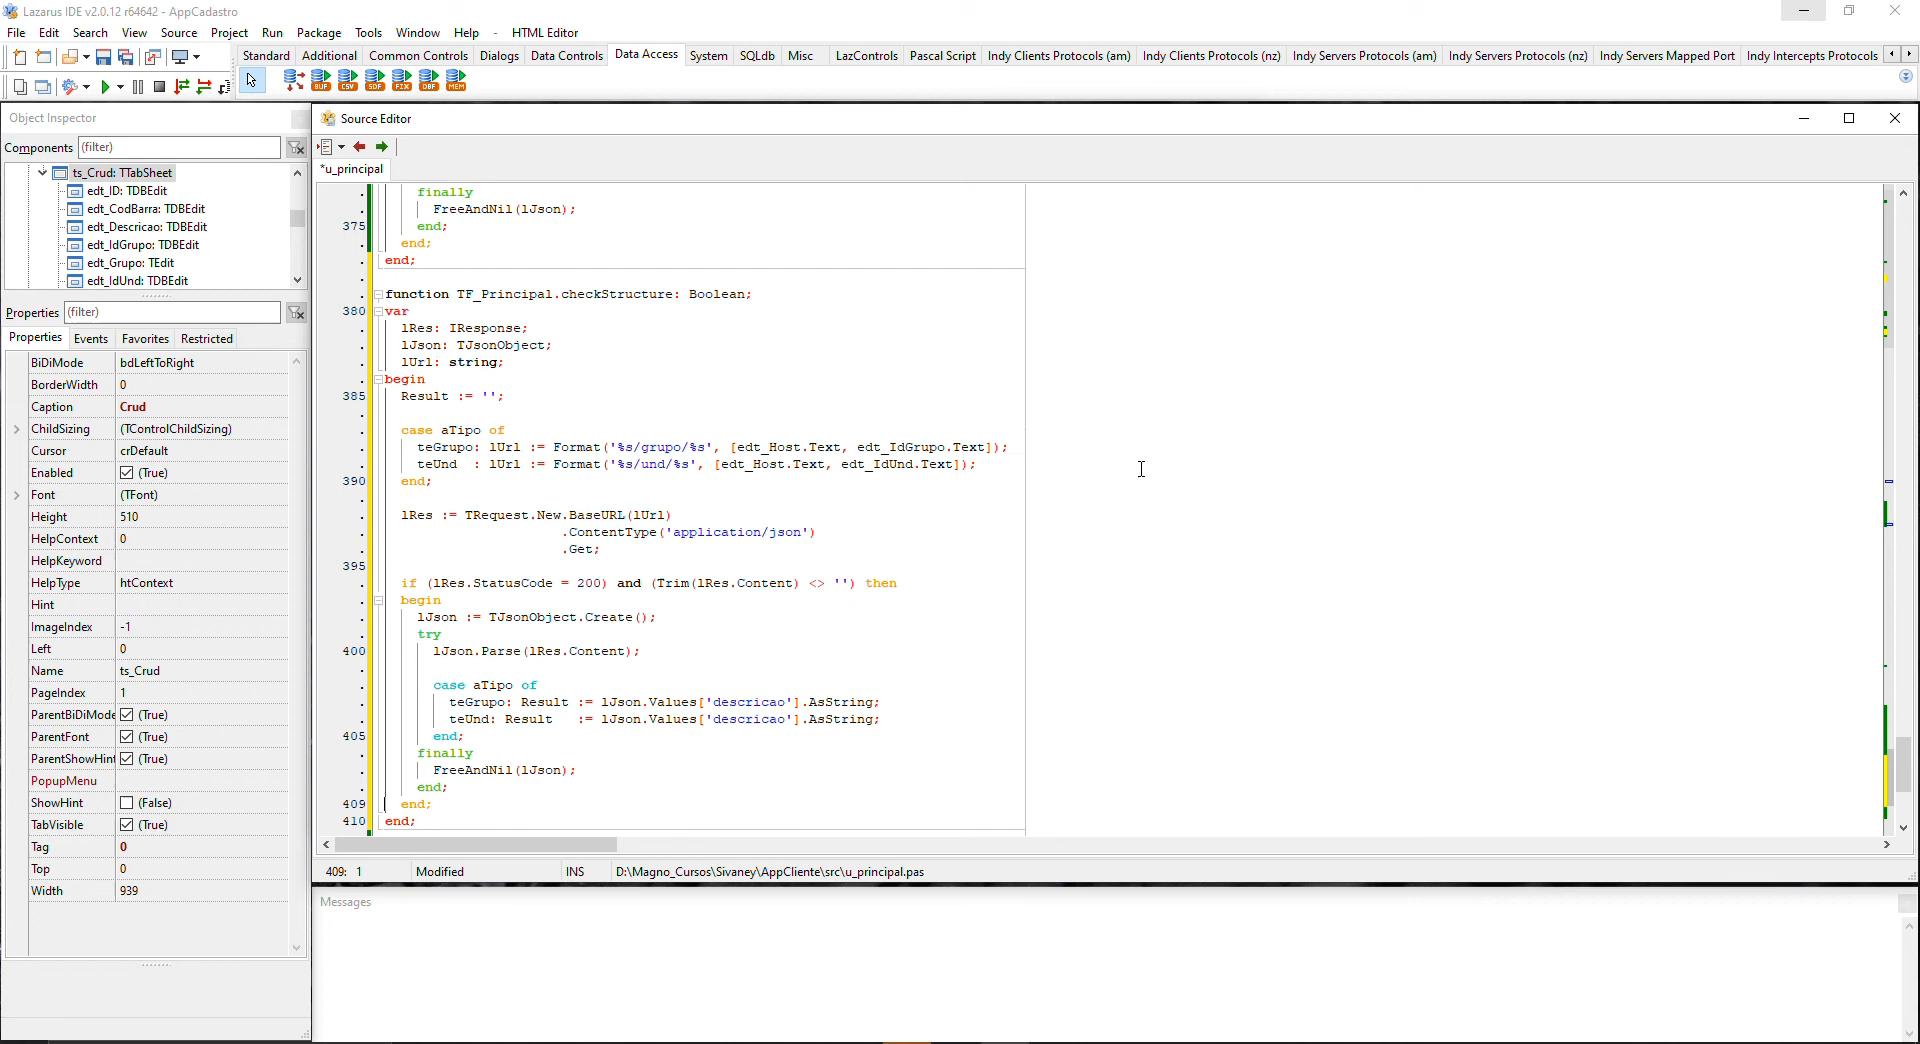 Lazarus IDE v2.0.12 r64642 - AppCadastro
File Edit Search View Source Project Run Package Tools Window Help - HTML Editor
Standard Additional Common Controls Dialogs Data Controls Data Access System SQLdb Misc LazControls Pascal Script Indy Clients Protocols (am) Indy Clients Protocols (nz) Indy Servers Protocols (am) Indy Servers Protocols (nz) Indy Servers Mapped Port Indy Intercepts Protocols
BUF CSV SDF FIX DBF MEM
Object Inspector
Components (filter)
ts_Crud: TTabSheet
edt_ID: TDBEdit
edt_CodBarra: TDBEdit
edt_Descricao: TDBEdit
edt_IdGrupo: TDBEdit
edt_Grupo: TEdit
edt_IdUnd: TDBEdit
Properties (filter)
Properties Events Favorites Restricted
BiDiMode bdLeftToRight
BorderWidth 0
Caption Crud
ChildSizing (TControlChildSizing)
Cursor crDefault
Enabled (True)
Font (TFont)
Height 510
HelpContext 0
HelpKeyword
HelpType htContext
Hint
ImageIndex -1
Left 0
Name ts_Crud
PageIndex 1
ParentBiDiMode (True)
ParentFont (True)
ParentShowHint (True)
PopupMenu
ShowHint (False)
TabVisible (True)
Tag 0
Top 0
Width 939
Source Editor
*u_principal
finally
FreeAndNil(lJson);
375 end;
end;
end;
function TF_Principal.checkStructure: Boolean;
380 var
lRes: IResponse;
lJson: TJsonObject;
lUrl: string;
begin
385 Result := '';
case aTipo of
teGrupo: lUrl := Format('%s/grupo/%s', [edt_Host.Text, edt_IdGrupo.Text]);
teUnd : lUrl := Format('%s/und/%s', [edt_Host.Text, edt_IdUnd.Text]);
390 end;
lRes := TRequest.New.BaseURL(lUrl)
.ContentType('application/json')
.Get;
395
if (lRes.StatusCode = 200) and (Trim(lRes.Content) <> '') then
begin
lJson := TJsonObject.Create();
try
400 lJson.Parse(lRes.Content);
case aTipo of
teGrupo: Result := lJson.Values['descricao'].AsString;
teUnd: Result := lJson.Values['descricao'].AsString;
405 end;
finally
FreeAndNil(lJson);
end;
409 end;
410 end;
409: 1 Modified INS D:\Magno_Cursos\Sivaney\AppCliente\src\u_principal.pas
Messages